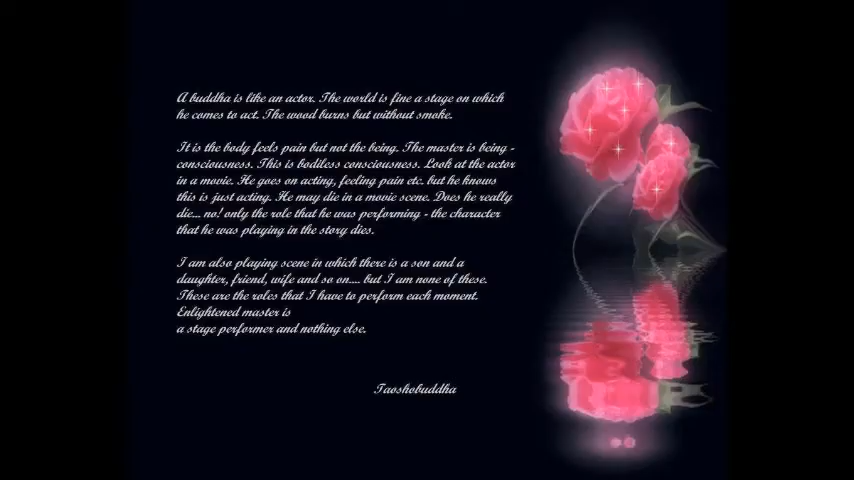 A buddha is like an actor. The world is fine a stage on which
he comes to act. The wood burns but without smoke.
It is the body feels pain but not the being. The master is being -
consciousness. This is bodiless consciousness. Look at the actor
in a movie. He goes on acting, feeling pain etc. but he knows
this is just acting. He may die in a movie scene. Does he really
die... no! only the role that he was performing - the character
that he was playing in the story dies.
I am also playing scene in which there is a son and a
daughter, friend, wife and so on.... but I am none of these.
These are the roles that I have to perform each moment.
Enlightened master is
a stage performer and nothing else.
Taoshobuddha